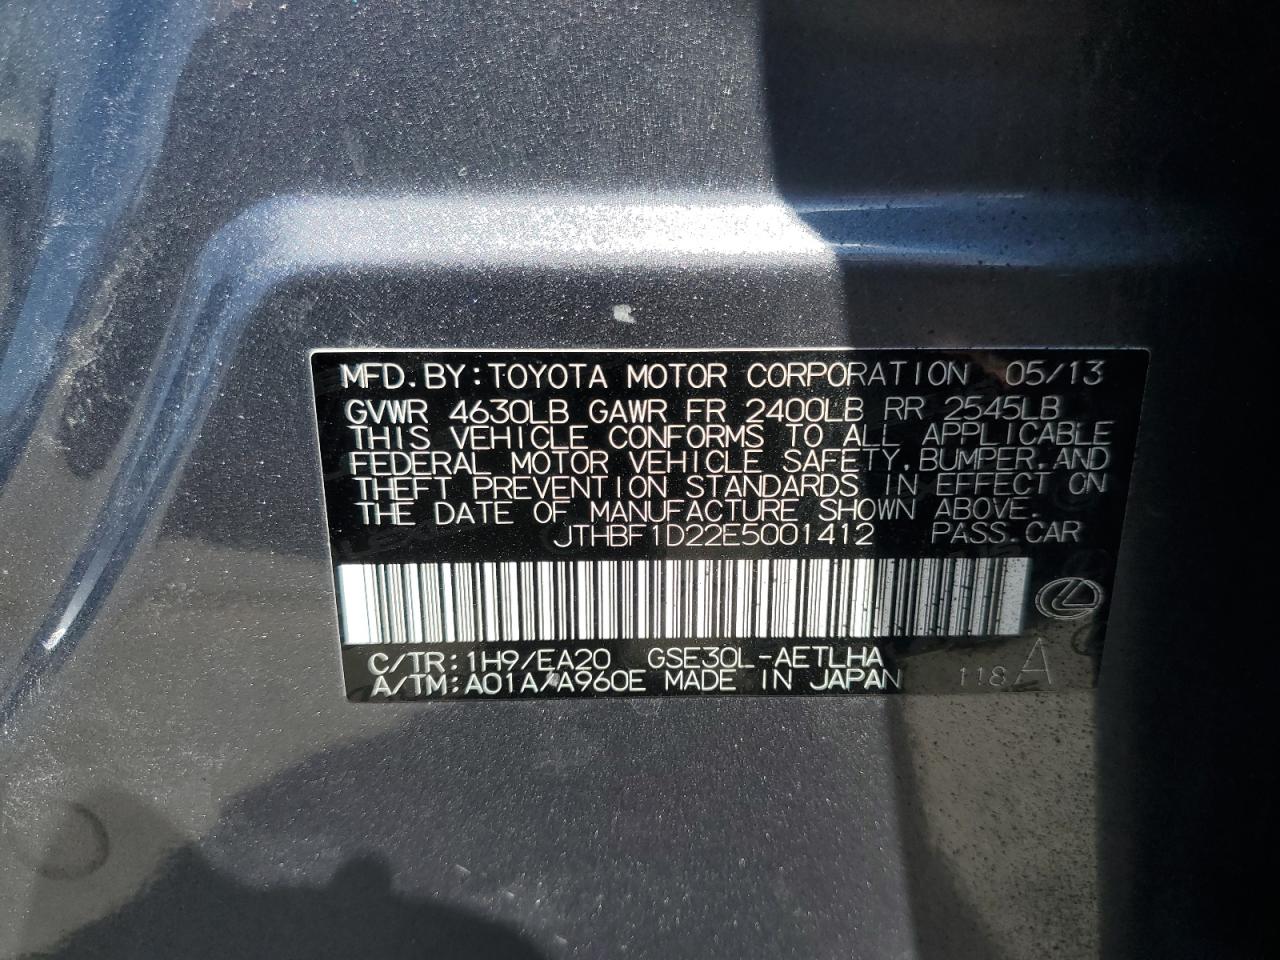 MFD.BY:TOYOTA MOTOR CORPORATION 05/13
GVWR 4630LB GAWR FR 2400LB RR 2545LB
THIS VEHICLE CONFORMS TO ALL APPLICABLE
FEDERAL MOTOR VEHICLE SAFETY,BUMPER,AND
THEFT PREVENTION STANDARDS IN EFFECT ON
THE DATE OF MANUFACTURE SHOWN ABOVE.
JTHBF1D22E5001412 PASS.CAR
C/TR:1H9/EA20 GSE30L-AETLHA
A/TM:A01A/A960E MADE IN JAPAN 118A